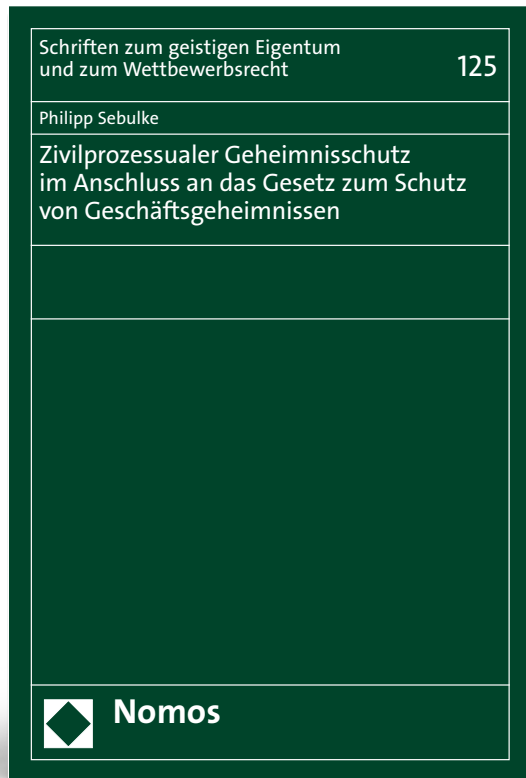 Schriften zum geistigen Eigentum
und zum Wettbewerbsrecht
125
Philipp Sebulke
Zivilprozessualer Geheimnisschutz
im Anschluss an das Gesetz zum Schutz
von Geschäftsgeheimnissen
Nomos